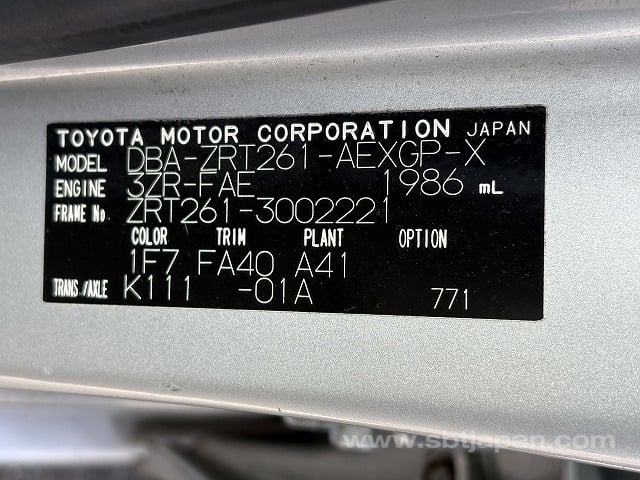 TOYOTA MOTOR CORPORATION JAPAN
MODEL DBA-ZRT261-AEXGP-X
ENGINE 3ZR-FAE 1986 mL
FRAME No. ZRT261-3002221
COLOR TRIM PLANT OPTION
1F7 FA40 A41
TRANS./AXLE K111 -01A 771
www.sbtjapan.com